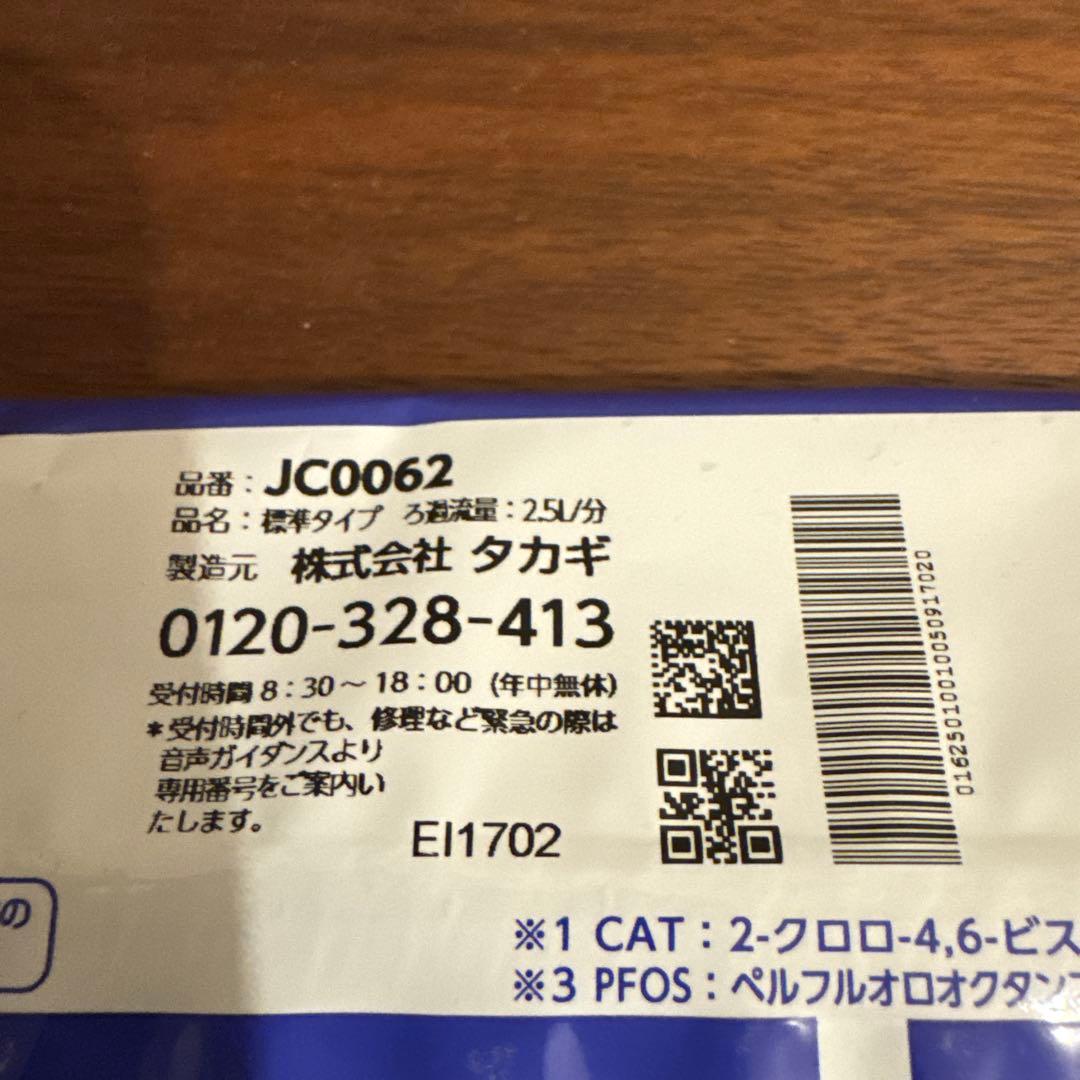 品番：JC0062
品名：標準タイプ ろ過流量：2.5L/分
製造元 株式会社 タカギ
0120-328-413
受付時間 8：30～18：00 (年中無休)
*受付時間外でも、修理など緊急の際は
音声ガイダンスより
専用番号をご案内い
たします。
EI1702
01625010010050917020
の
※1 CAT：2-クロロ-4,6-ビス
※3 PFOS：ペルフルオロオクタン